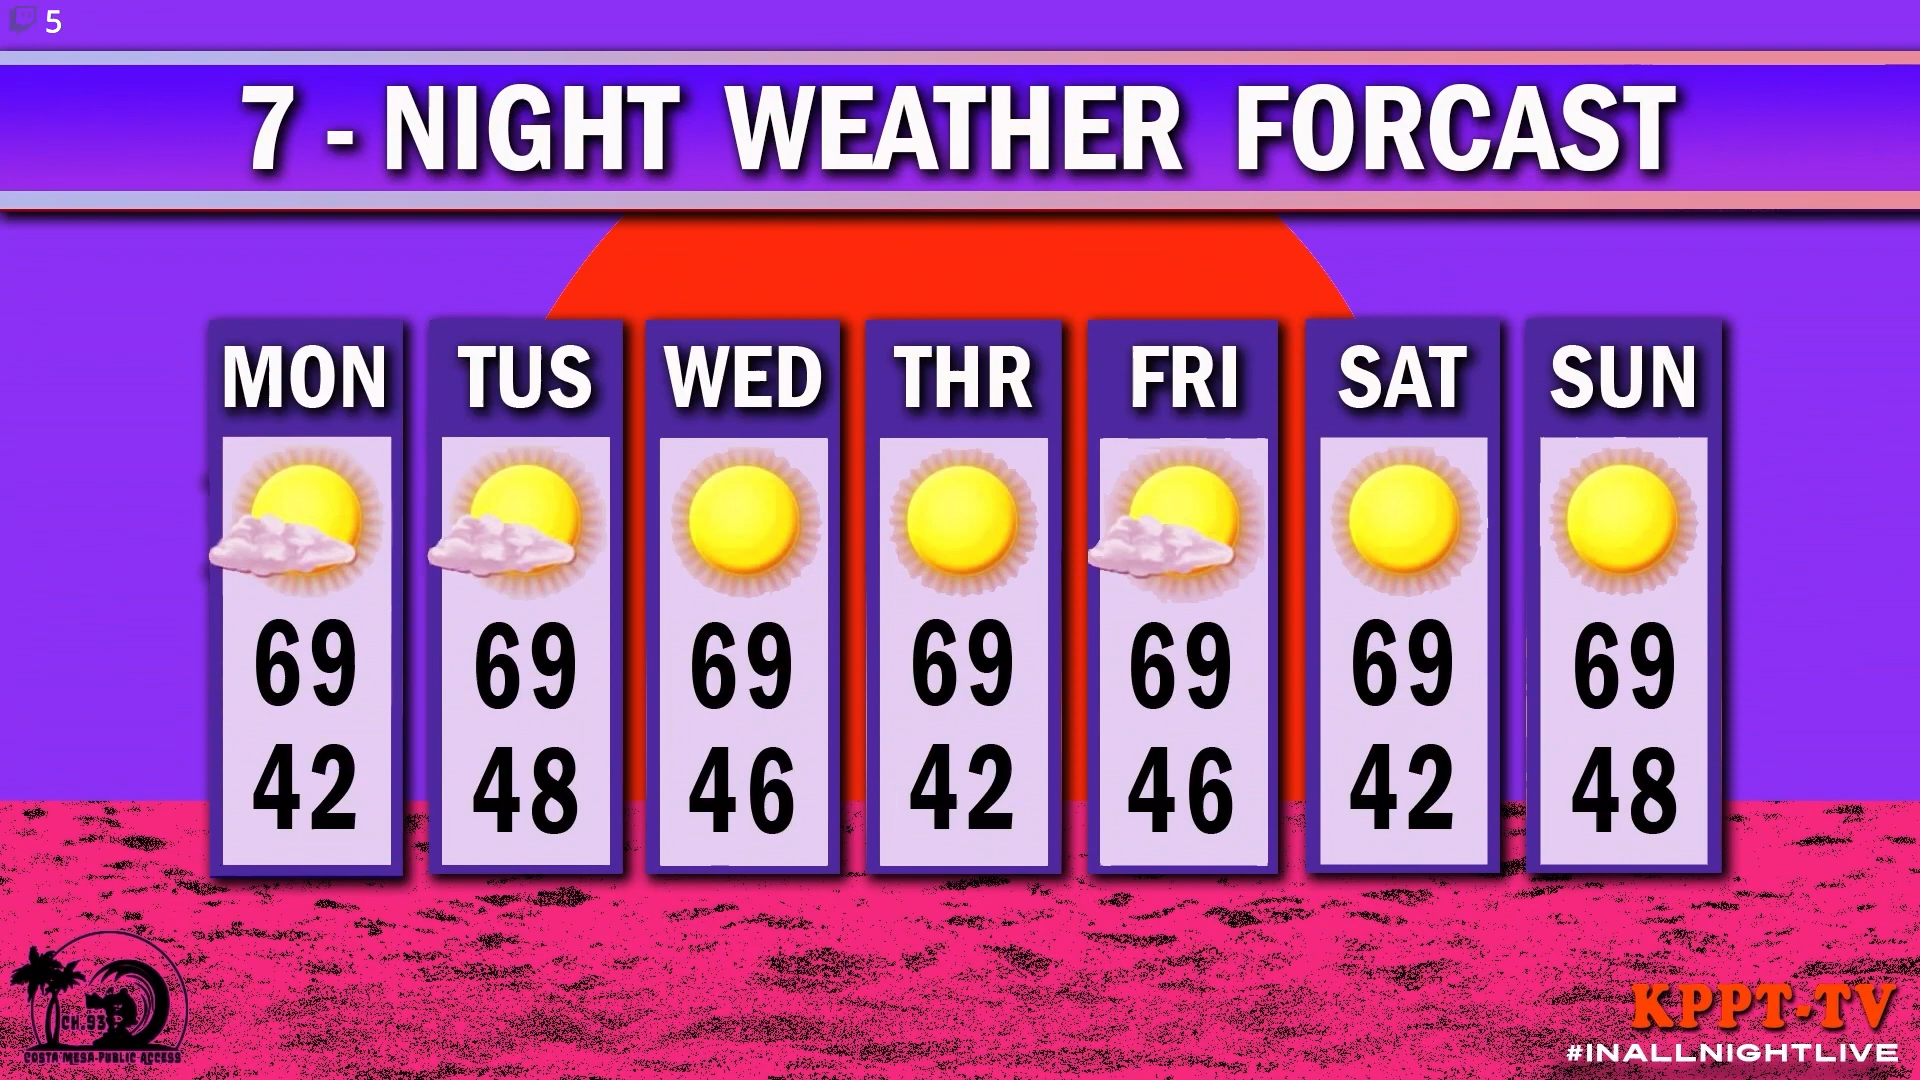 5
7 - NIGHT WEATHER FORCAST
MON TUS WED THR FRI SAT SUN
69 69 69 69 69 69 69
42 48 46 42 46 42 48
CH.93
COSTA MESA PUBLIC ACCESS
KPPT-TV
#INALLNIGHTLIVE